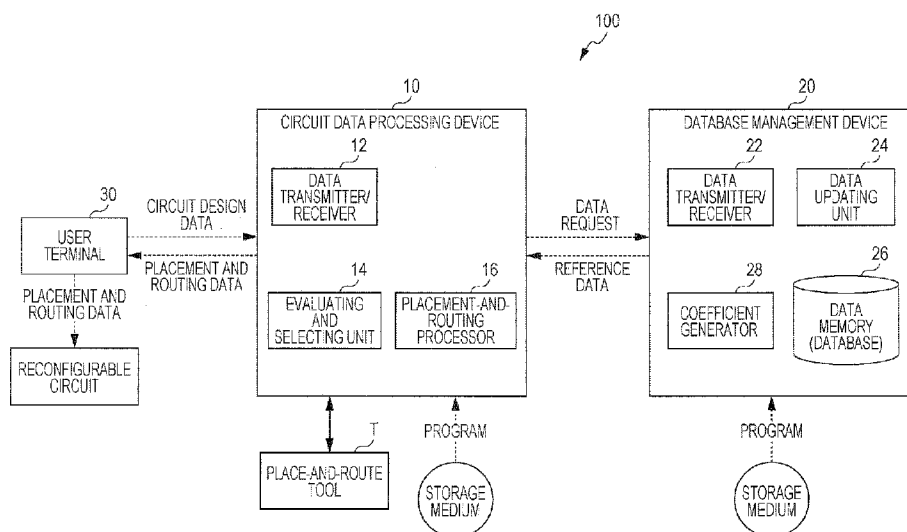 100
10
CIRCUIT DATA PROCESSING DEVICE
12
DATA
TRANSMITTER/
RECEIVER
14
EVALUATING
AND
SELECTING UNIT
16
PLACEMENT-AND-
ROUTING
PROCESSOR
20
DATABASE MANAGEMENT DEVICE
22
DATA
TRANSMITTER/
RECEIVER
24
DATA
UPDATING
UNIT
28
COEFFICIENT
GENERATOR
26
DATA
MEMORY
(DATABASE)
30
USER
TERMINAL
CIRCUIT DESIGN
DATA
PLACEMENT AND
ROUTING DATA
PLACEMENT AND
ROUTING DATA
RECONFIGURABLE
CIRCUIT
DATA
REQUEST
REFERENCE
DATA
T
PLACE-AND-ROUTE
TOOL
PROGRAM
STORAGE
MEDIUM
PROGRAM
STORAGE
MEDIUM